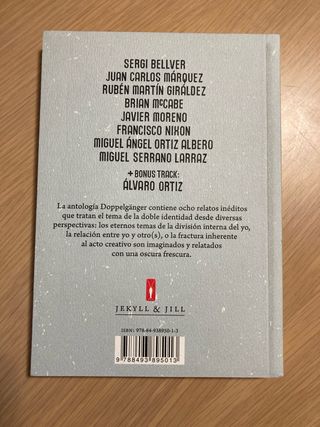 SERGI BELLVER
JUAN CARLOS MÁRQUEZ
RUBÉN MARTÍN GIRÁLDEZ
BRIAN McCABE
JAVIER MORENO
FRANCISCO NIXON
MIGUEL ÁNGEL ORTIZ ALBERO
MIGUEL SERRANO LARRAZ
+ BONUS TRACK:
ÁLVARO ORTIZ
La antología Doppelgänger contiene ocho relatos inéditos
que tratan el tema de la doble identidad desde diversas
perspectivas: los eternos temas de la división interna del yo,
la relación entre yo y otro(s), o la fractura inherente
al acto creativo son imaginados y relatados
con una oscura frescura.
JEKYLL & JILL
ISBN: 978-84-938950-1-3
9 788493 895013